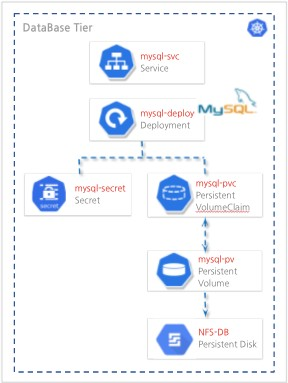 DataBase Tier
mysql-svc
Service
mysql-deploy
Deployment
MySQL
mysql-secret
Secret
secret
mysql-pvc
Persistent
VolumeClaim
mysql-pv
Persistent
Volume
NFS-DB
Persistent Disk